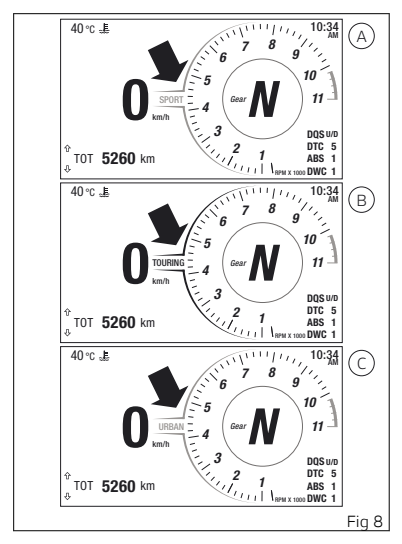 40 °C 10:34 AM
A
6 7 8 9
5 10
SPORT 4 11
0 km/h
Gear N
3 2 1
RPM X 1000
DQS U/D
DTC 5
ABS 1
DWC 1
TOT 5260 km
40 °C 10:34 AM
B
6 7 8 9
5 10
TOURING 4 11
0 km/h
Gear N
3 2 1
RPM X 1000
DQS U/D
DTC 5
ABS 1
DWC 1
TOT 5260 km
40 °C 10:34 AM
C
6 7 8 9
5 10
URBAN 4 11
0 km/h
Gear N
3 2 1
RPM X 1000
DQS U/D
DTC 5
ABS 1
DWC 1
TOT 5260 km
Fig 8